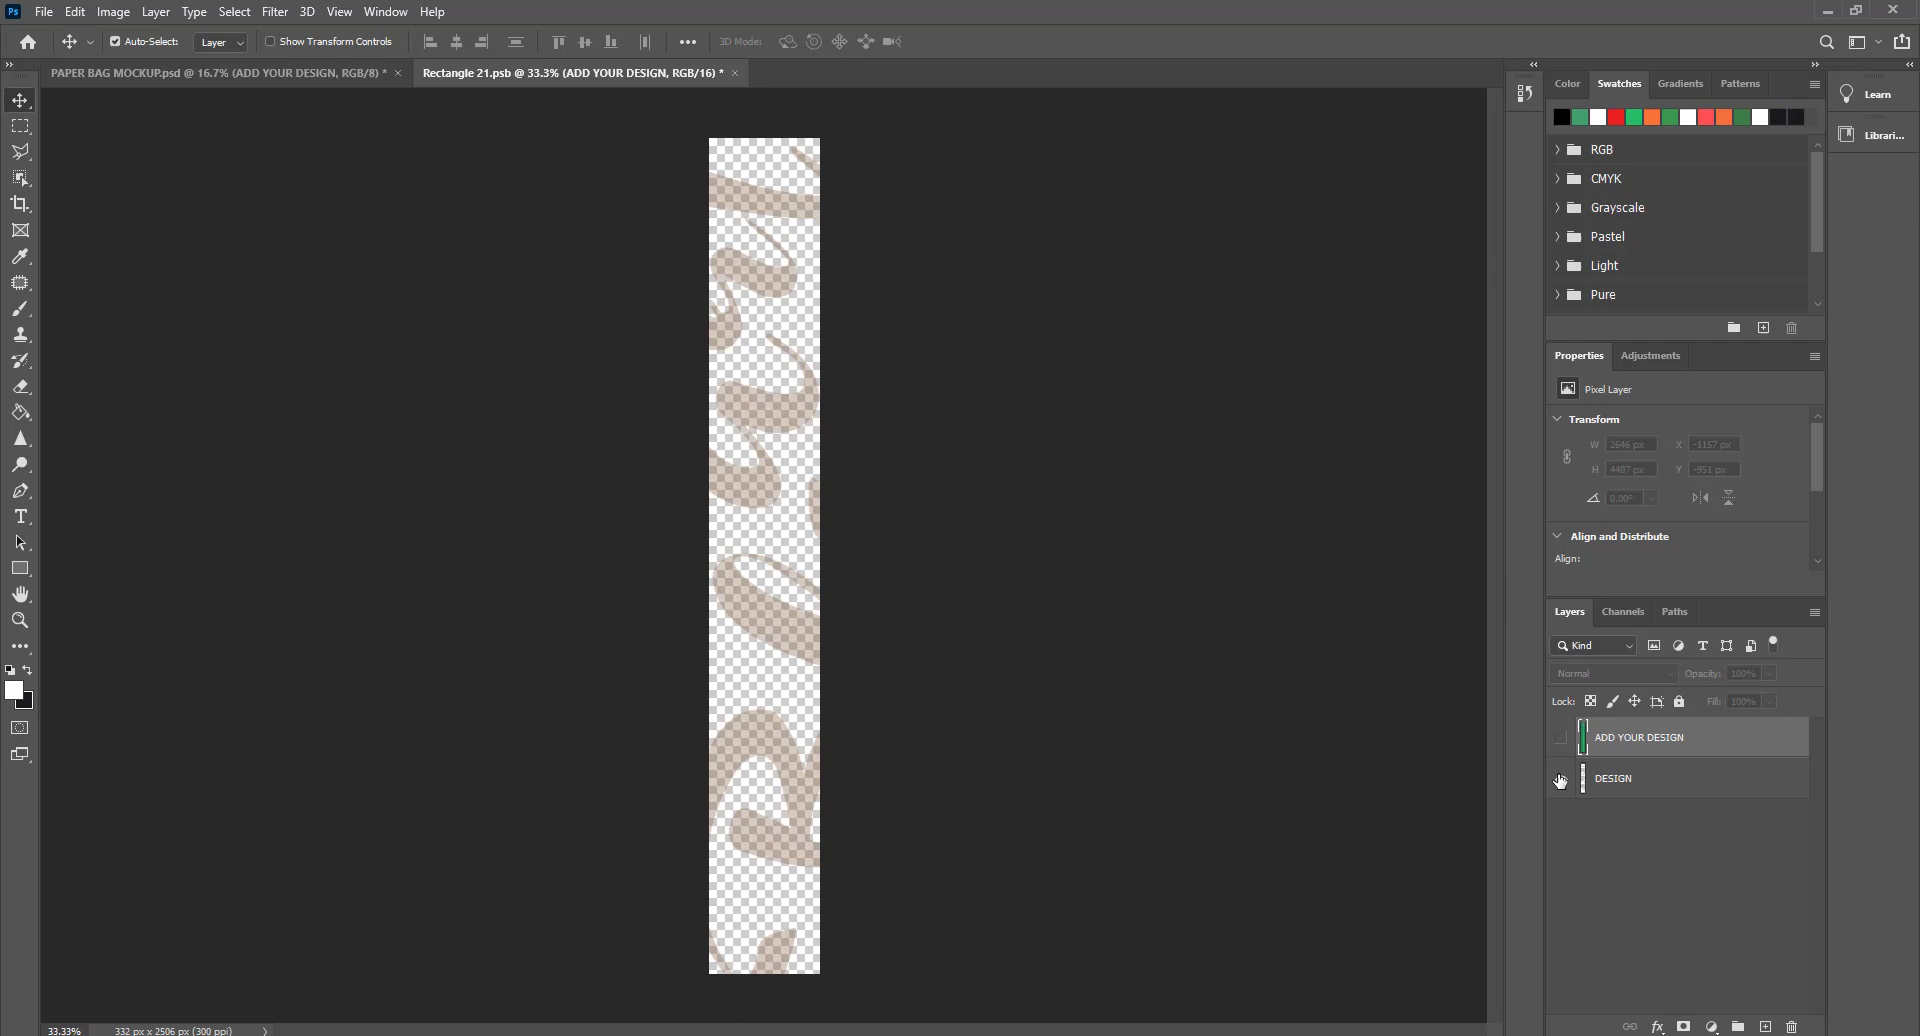 Ps File Edit Image Layer Type Select Filter 3D View Window Help
Auto-Select: Layer Show Transform Controls 3D Mode:
PAPER BAG MOCKUP.psd @ 16.7% (ADD YOUR DESIGN, RGB/8) * × Rectangle 21.psb @ 33.3% (ADD YOUR DESIGN, RGB/16) * ×
Color Swatches Gradients Patterns
Learn
Librari...
RGB
CMYK
Grayscale
Pastel
Light
Pure
Properties Adjustments
Pixel Layer
Transform
W 2646 px X -1157 px
H 4407 px Y -951 px
0.00°
Align and Distribute
Align:
Layers Channels Paths
Kind
Normal Opacity: 100%
Lock: Fill: 100%
ADD YOUR DESIGN
DESIGN
33.33% 332 px x 2506 px (300 ppi)